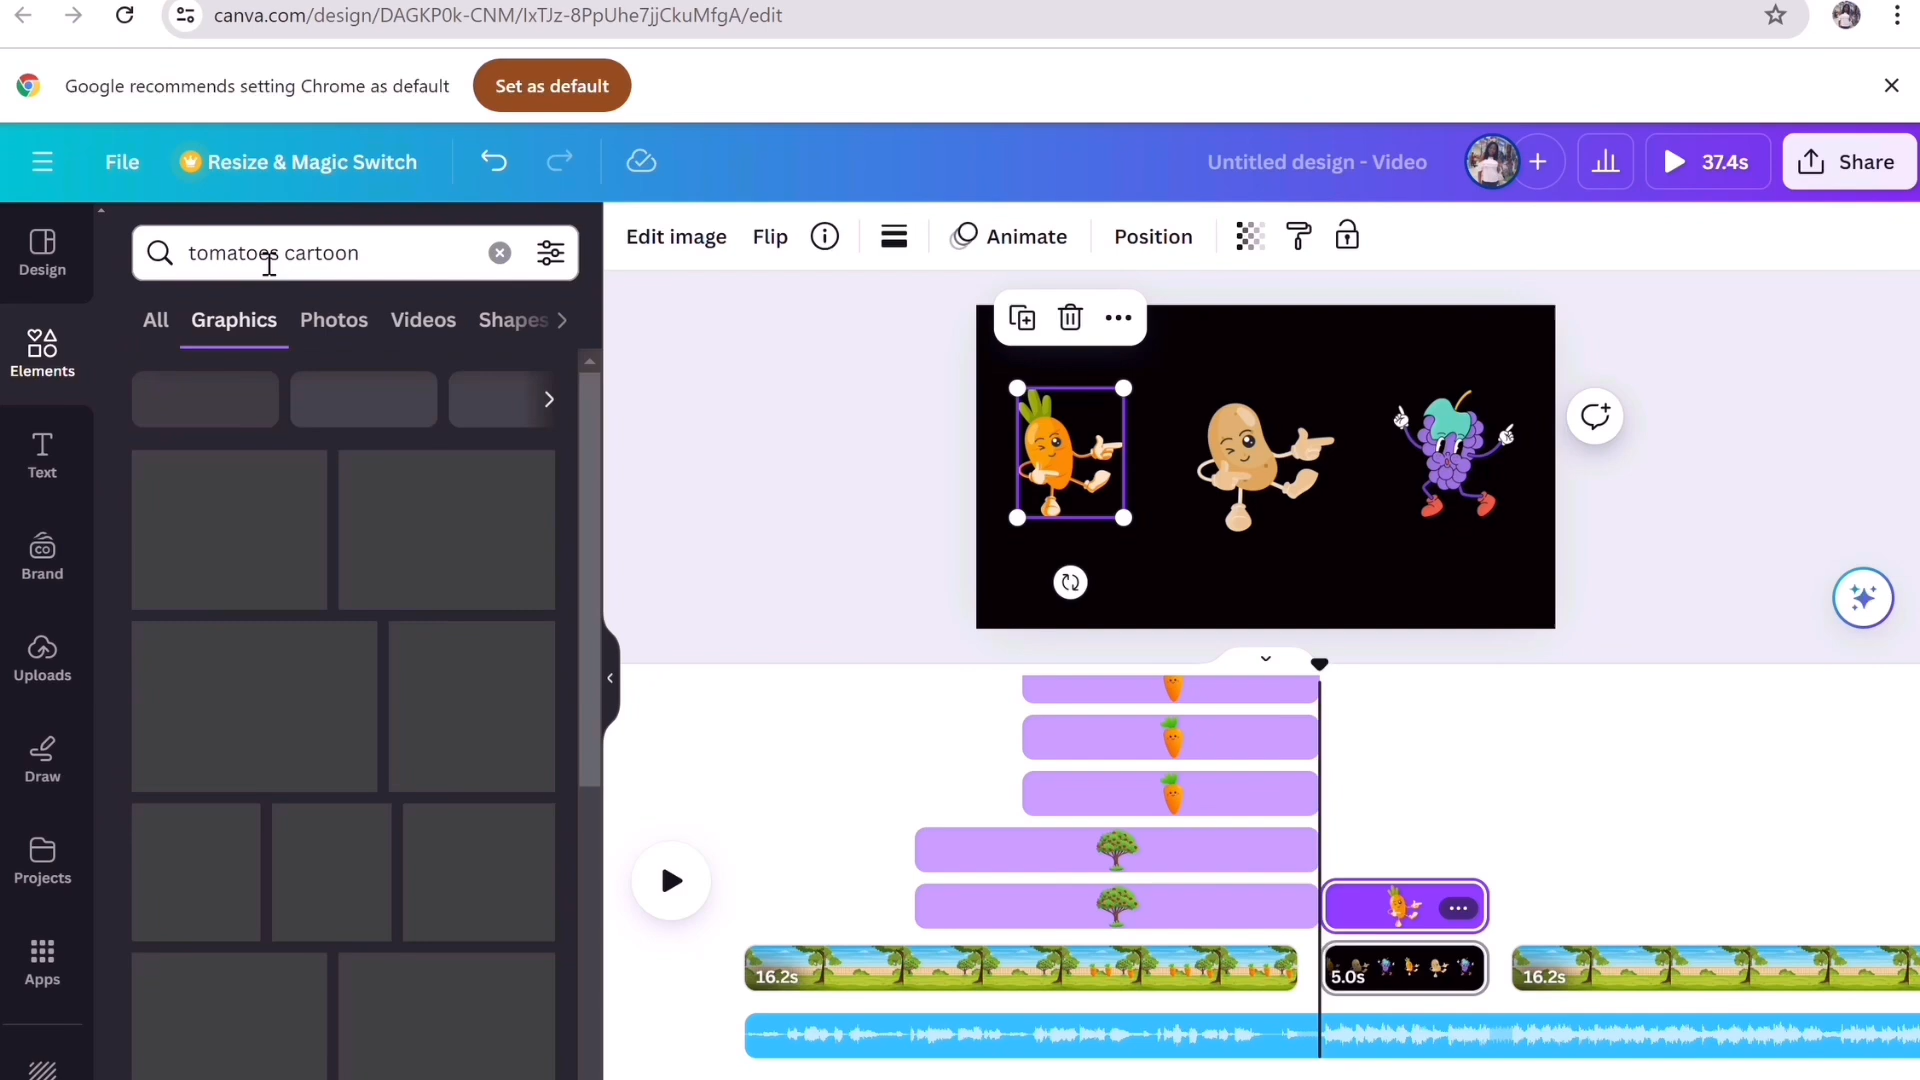 canva.com/design/DAGKP0k-CNM/IxTJz-8PpUhe7jjCkuMfgA/edit
Google recommends setting Chrome as default
Set as default
File
Resize & Magic Switch
Untitled design - Video
37.4s
Share
Design
Elements
Text
Brand
Uploads
Draw
Projects
Apps
tomatoes cartoon
All Graphics Photos Videos Shapes
Edit image Flip Animate Position
16.2s
5.0s
16.2s